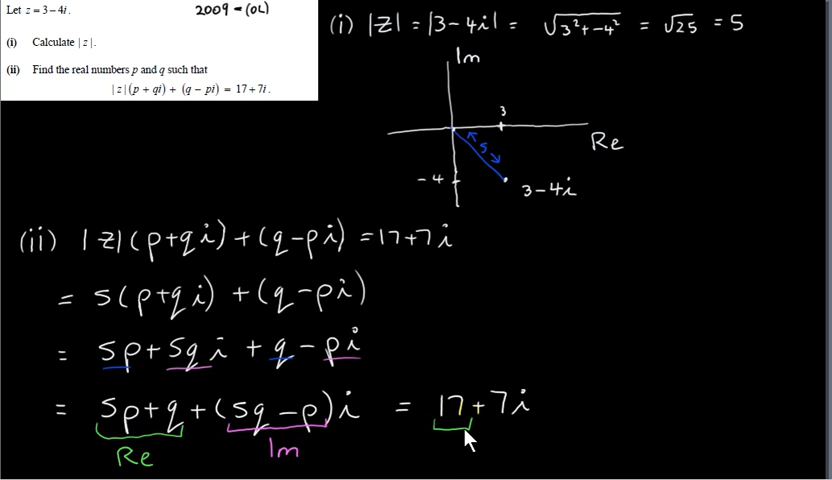 Let z = 3 − 4i.
2009 - (OL)
(i) Calculate | z |.
(ii) Find the real numbers p and q such that
| z | (p + qi) + (q − pi) = 17 + 7i.
(i) |z| = |3 − 4i| = √3² + −4² = √25 = 5
Im
3
Re
5
−4
3 − 4i
(ii) |z| (p + qi) + (q − pi) = 17 + 7i
= 5(p + qi) + (q − pi)
= 5p + 5qi + q − pi
= 5p + q + (5q − p)i = 17 + 7i
Re
Im